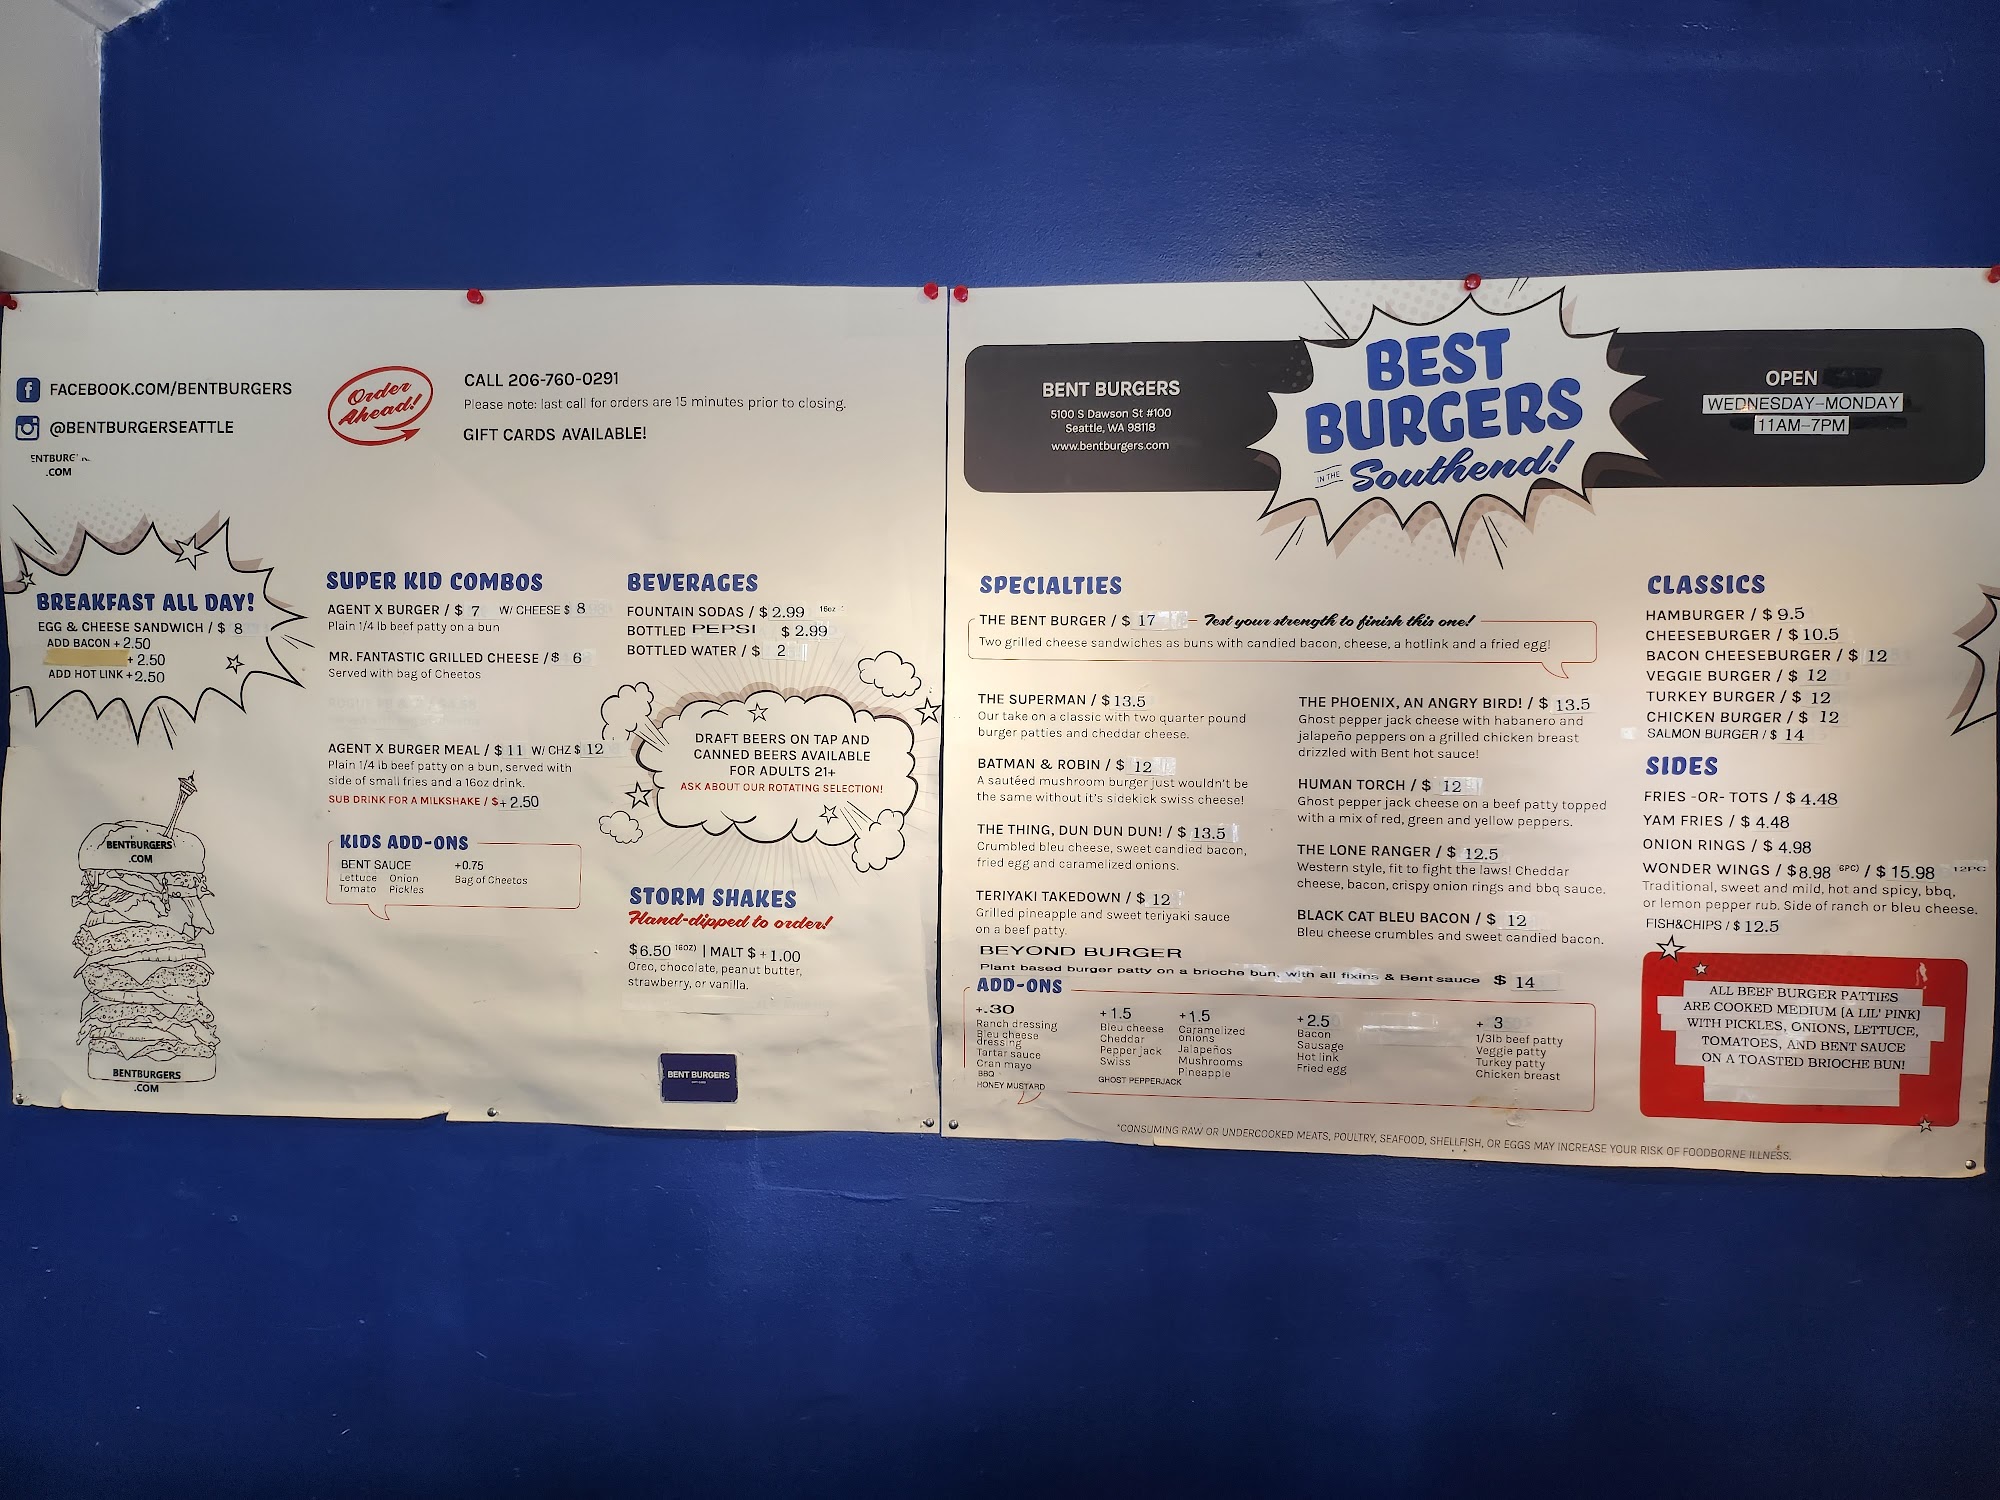 FACEBOOK.COM/BENTBURGERS
@BENTBURGERSEATTLE
.COM
Order
Ahead!
CALL 206-760-0291
Please note: last call for orders are 15 minutes prior to closing.
GIFT CARDS AVAILABLE!
BREAKFAST ALL DAY!
EGG & CHEESE SANDWICH / $ 8
ADD BACON +2.50
+2.50
ADD HOT LINK +2.50
BENTBURGERS
.COM
BENTBURGERS
.COM
SUPER KID COMBOS
AGENT X BURGER / $ 7 W/ CHEESE $ 8
Plain 1/4 lb beef patty on a bun
MR. FANTASTIC GRILLED CHEESE / $ 6
Served with bag of Cheetos
AGENT X BURGER MEAL / $ 11 W/ CHZ $ 12
Plain 1/4 lb beef patty on a bun, served with
side of small fries and a 16oz drink.
SUB DRINK FOR A MILKSHAKE / $+ 2.50
KIDS ADD-ONS
BENT SAUCE +0.75
Lettuce Onion Bag of Cheetos
Tomato Pickles
BEVERAGES
FOUNTAIN SODAS / $ 2.99 16oz
BOTTLED PEPSI $ 2.99
BOTTLED WATER / $ 2
DRAFT BEERS ON TAP AND
CANNED BEERS AVAILABLE
FOR ADULTS 21+
ASK ABOUT OUR ROTATING SELECTION!
STORM SHAKES
Hand-dipped to order!
$6.50 16OZ) | MALT $ + 1.00
Oreo, chocolate, peanut butter,
strawberry, or vanilla.
BENT BURGERS
BENT BURGERS
5100 S Dawson St #100
Seattle, WA 98118
www.bentburgers.com
BEST
BURGERS
IN THE Southend!
OPEN
WEDNESDAY-MONDAY
11AM-7PM
SPECIALTIES
THE BENT BURGER / $ 17 Test your strength to finish this one!
Two grilled cheese sandwiches as buns with candied bacon, cheese, a hotlink and a fried egg!
THE SUPERMAN / $ 13.5
Our take on a classic with two quarter pound
burger patties and cheddar cheese.
BATMAN & ROBIN / $ 12
A sautéed mushroom burger just wouldn't be
the same without it's sidekick swiss cheese!
THE THING, DUN DUN DUN! / $ 13.5
Crumbled bleu cheese, sweet candied bacon,
fried egg and caramelized onions.
TERIYAKI TAKEDOWN / $ 12
Grilled pineapple and sweet teriyaki sauce
on a beef patty.
THE PHOENIX, AN ANGRY BIRD! / $ 13.5
Ghost pepper jack cheese with habanero and
jalapeño peppers on a grilled chicken breast
drizzled with Bent hot sauce!
HUMAN TORCH / $ 12
Ghost pepper jack cheese on a beef patty topped
with a mix of red, green and yellow peppers.
THE LONE RANGER / $ 12.5
Western style, fit to fight the laws! Cheddar
cheese, bacon, crispy onion rings and bbq sauce.
BLACK CAT BLEU BACON / $ 12
Bleu cheese crumbles and sweet candied bacon.
BEYOND BURGER
Plant based burger patty on a brioche bun, with all fixins & Bent sauce $ 14
ADD-ONS
+.30
Ranch dressing
Bleu cheese
dressing
Tartar sauce
Cran mayo
BBQ
HONEY MUSTARD
+1.5
Bleu cheese
Cheddar
Pepper jack
Swiss
GHOST PEPPERJACK
+1.5
Caramelized
onions
Jalapeños
Mushrooms
Pineapple
+2.50
Bacon
Sausage
Hot link
Fried egg
+ 3
1/3lb beef patty
Veggie patty
Turkey patty
Chicken breast
CLASSICS
HAMBURGER / $ 9.5
CHEESEBURGER / $ 10.5
BACON CHEESEBURGER / $ 12
VEGGIE BURGER / $ 12
TURKEY BURGER / $ 12
CHICKEN BURGER / $ 12
SALMON BURGER / $ 14
SIDES
FRIES -OR- TOTS / $ 4.48
YAM FRIES / $ 4.48
ONION RINGS / $ 4.98
WONDER WINGS / $8.98 6PC) / $ 15.98 12PC
Traditional, sweet and mild, hot and spicy, bbq,
or lemon pepper rub. Side of ranch or bleu cheese.
FISH&CHIPS / $ 12.5
ALL BEEF BURGER PATTIES
ARE COOKED MEDIUM (A LIL' PINK)
WITH PICKLES, ONIONS, LETTUCE,
TOMATOES, AND BENT SAUCE
ON A TOASTED BRIOCHE BUN!
*CONSUMING RAW OR UNDERCOOKED MEATS, POULTRY, SEAFOOD, SHELLFISH, OR EGGS MAY INCREASE YOUR RISK OF FOODBORNE ILLNESS.